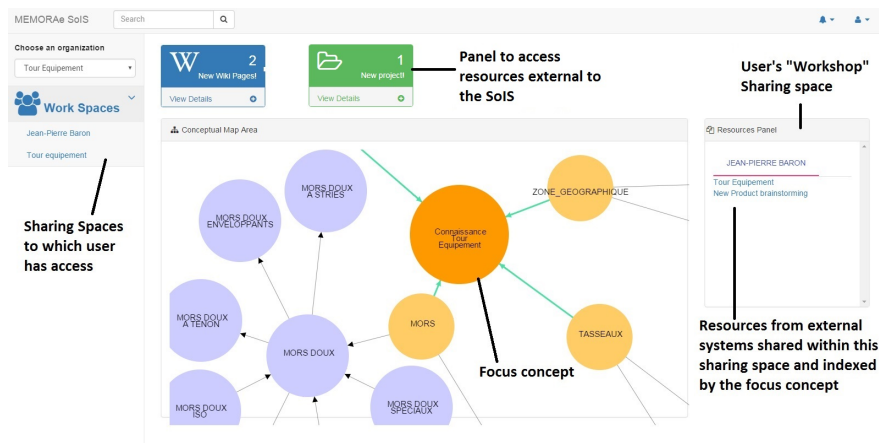 MEMORAe SoIS
Search
Choose an organization
Tour Equipement
Work Spaces
Jean-Pierre Baron
Tour equipement
Sharing Spaces
to which user
has access
W
2
New Wiki Pages!
View Details
1
New project!
View Details
Panel to access
resources external to
the SoIS
User's "Workshop"
Sharing space
Conceptual Map Area
MORS DOUX
A STRIES
MORS DOUX
ENVELOPPANTS
MORS DOUX
A TENON
MORS DOUX
MORS DOUX
ISO
MORS DOUX
SPECIAUX
MORS
Connaissance
Tour
Equipement
ZONE_GEOGRAPHIQUE
TASSEAUX
Focus concept
Resources Panel
JEAN-PIERRE BARON
Tour Equipement
New Product brainstorming
Resources from external
systems shared within this
sharing space and indexed
by the focus concept